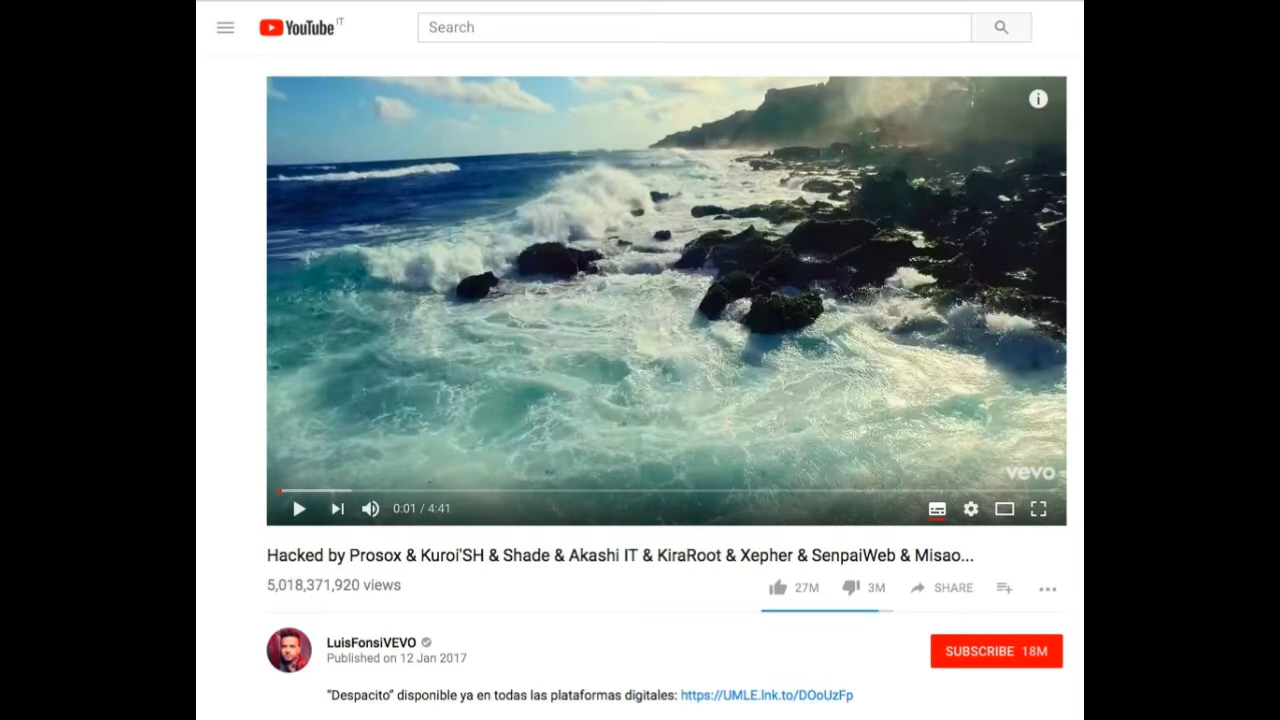 YouTube IT
Search
vevo
0:01 / 4:41
Hacked by Prosox & Kuroi'SH & Shade & Akashi IT & KiraRoot & Xepher & SenpaiWeb & Misao...
5,018,371,920 views
27M 3M SHARE
LuisFonsiVEVO
SUBSCRIBE 18M
Published on 12 Jan 2017
“Despacito” disponible ya en todas las plataformas digitales: https://UMLE.lnk.to/DOoUzFp